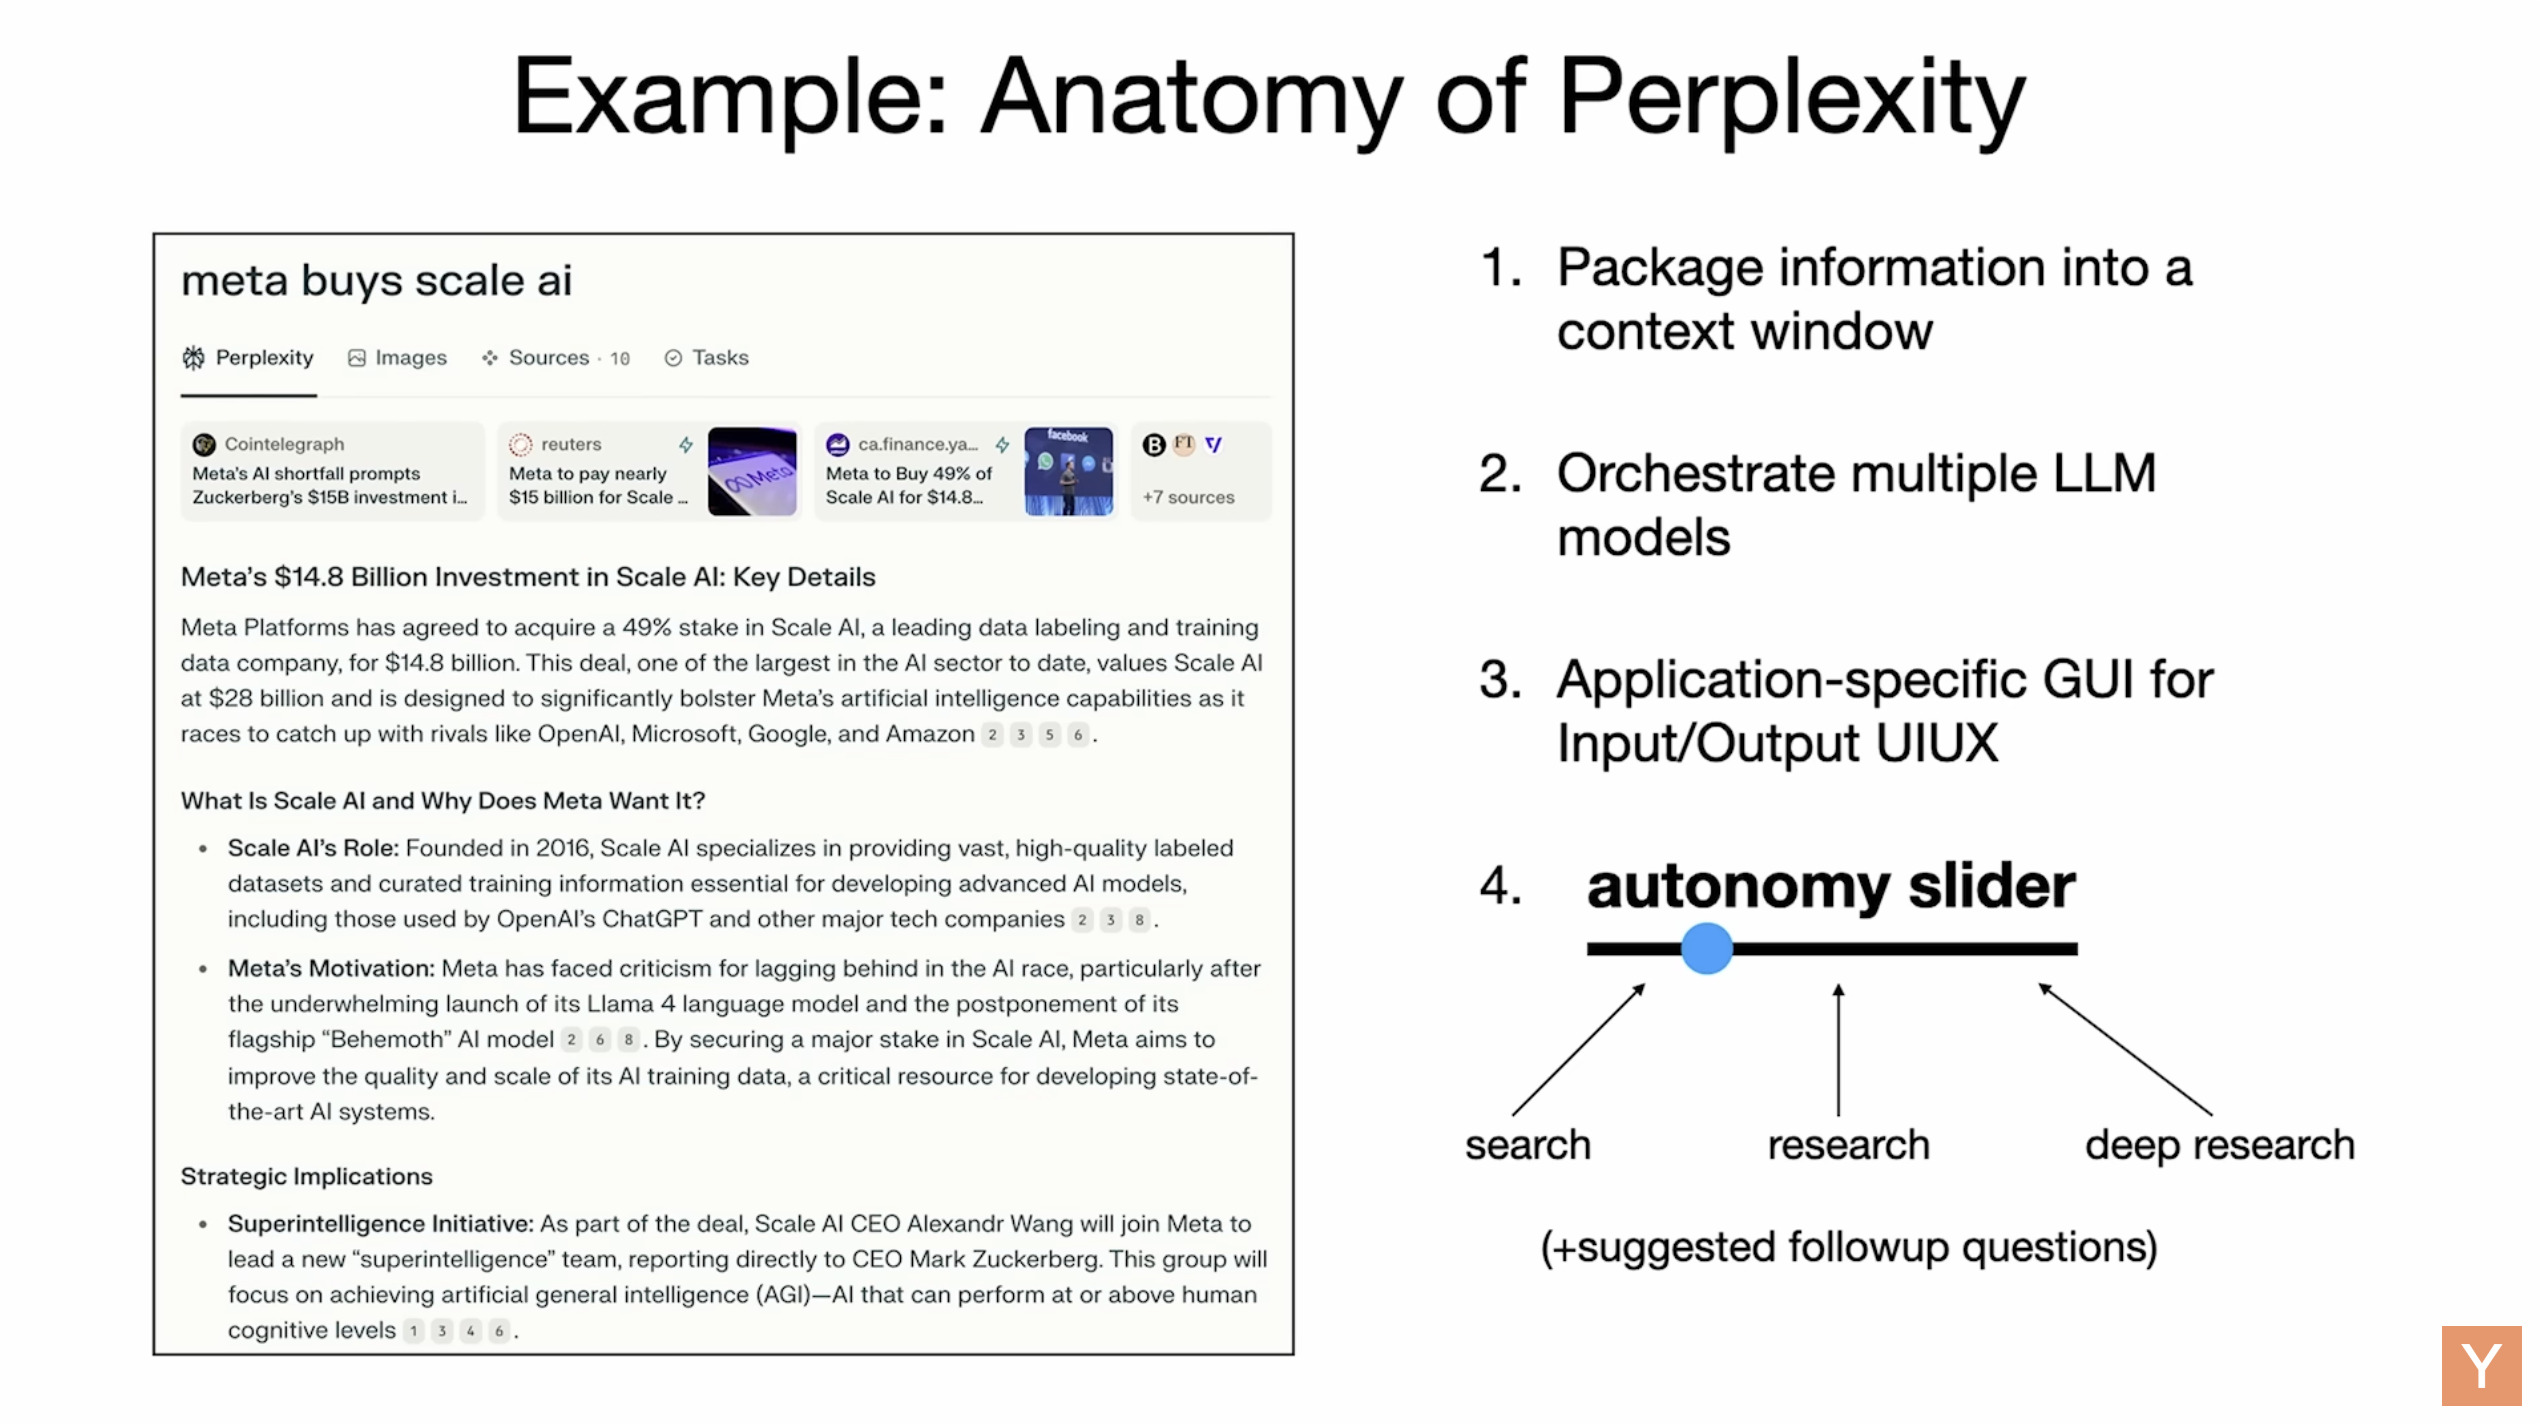 Example: Anatomy of Perplexity
meta buys scale ai
Perplexity
Images
Sources · 10
Tasks
Cointelegraph
Meta's AI shortfall prompts
Zuckerberg's $15B investment i...
reuters
Meta to pay nearly
$15 billion for Scale ...
Meta
ca.finance.ya...
Meta to Buy 49% of
Scale AI for $14.8...
facebook
B FT
+7 sources
Meta's $14.8 Billion Investment in Scale AI: Key Details
Meta Platforms has agreed to acquire a 49% stake in Scale AI, a leading data labeling and training
data company, for $14.8 billion. This deal, one of the largest in the AI sector to date, values Scale AI
at $28 billion and is designed to significantly bolster Meta's artificial intelligence capabilities as it
races to catch up with rivals like OpenAI, Microsoft, Google, and Amazon 2 3 5 6 .
What Is Scale AI and Why Does Meta Want It?
• Scale AI's Role: Founded in 2016, Scale AI specializes in providing vast, high-quality labeled
datasets and curated training information essential for developing advanced AI models,
including those used by OpenAI's ChatGPT and other major tech companies 2 3 8 .
• Meta's Motivation: Meta has faced criticism for lagging behind in the AI race, particularly after
the underwhelming launch of its Llama 4 language model and the postponement of its
flagship “Behemoth” AI model 2 6 8 . By securing a major stake in Scale AI, Meta aims to
improve the quality and scale of its AI training data, a critical resource for developing state-of-
the-art AI systems.
Strategic Implications
• Superintelligence Initiative: As part of the deal, Scale AI CEO Alexandr Wang will join Meta to
lead a new “superintelligence” team, reporting directly to CEO Mark Zuckerberg. This group will
focus on achieving artificial general intelligence (AGI)—AI that can perform at or above human
cognitive levels 1 3 4 6 .
1. Package information into a
context window
2. Orchestrate multiple LLM
models
3. Application-specific GUI for
Input/Output UIUX
4. autonomy slider
search
research
deep research
(+suggested followup questions)
Y